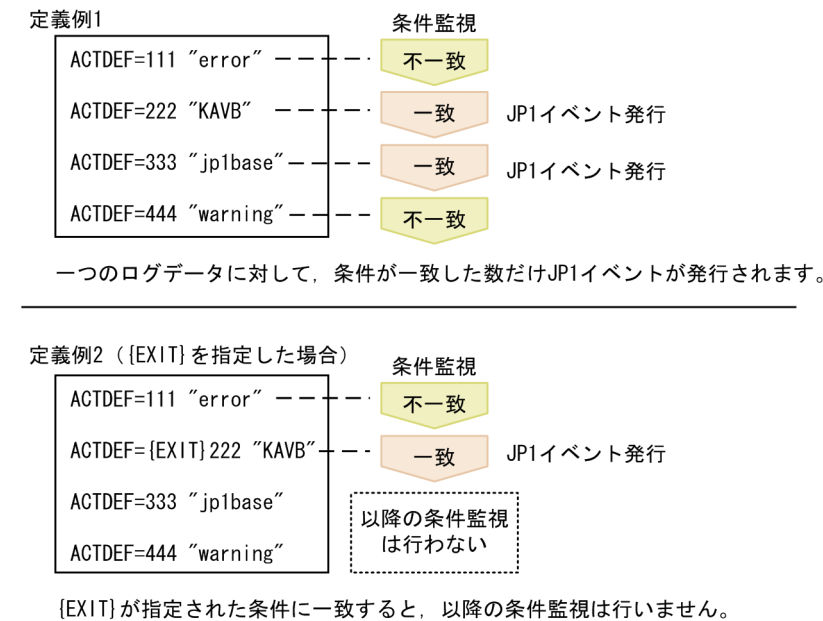 定義例1
条件監視
ACTDEF=111 "error"
不一致
ACTDEF=222 "KAVB"
一致
JP1イベント発行
ACTDEF=333 "jp1base"
一致
JP1イベント発行
ACTDEF=444 "warning"
不一致
一つのログデータに対して，条件が一致した数だけJP1イベントが発行されます。
定義例2（{EXIT}を指定した場合）
条件監視
ACTDEF=111 "error"
不一致
ACTDEF={EXIT}222 "KAVB"
一致
JP1イベント発行
ACTDEF=333 "jp1base"
ACTDEF=444 "warning"
以降の条件監視
は行わない
{EXIT}が指定された条件に一致すると，以降の条件監視は行いません。